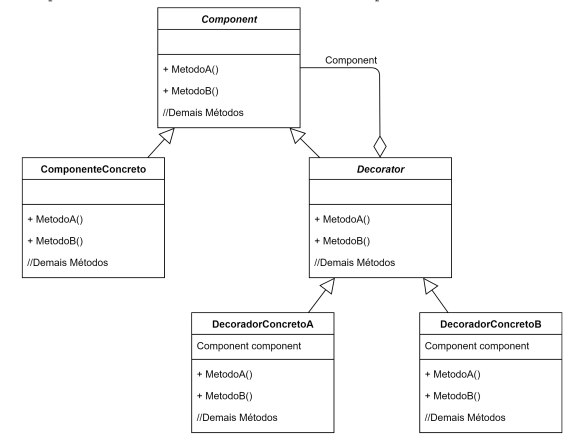 Component
+ MetodoA()
+ MetodoB()
//Demais Métodos
Component
ComponenteConcreto
+ MetodoA()
+ MetodoB()
//Demais Métodos
Decorator
+ MetodoA()
+ MetodoB()
//Demais Métodos
DecoradorConcretoA
Component component
+ MetodoA()
+ MetodoB()
//Demais Métodos
DecoradorConcretoB
Component component
+ MetodoA()
+ MetodoB()
//Demais Métodos